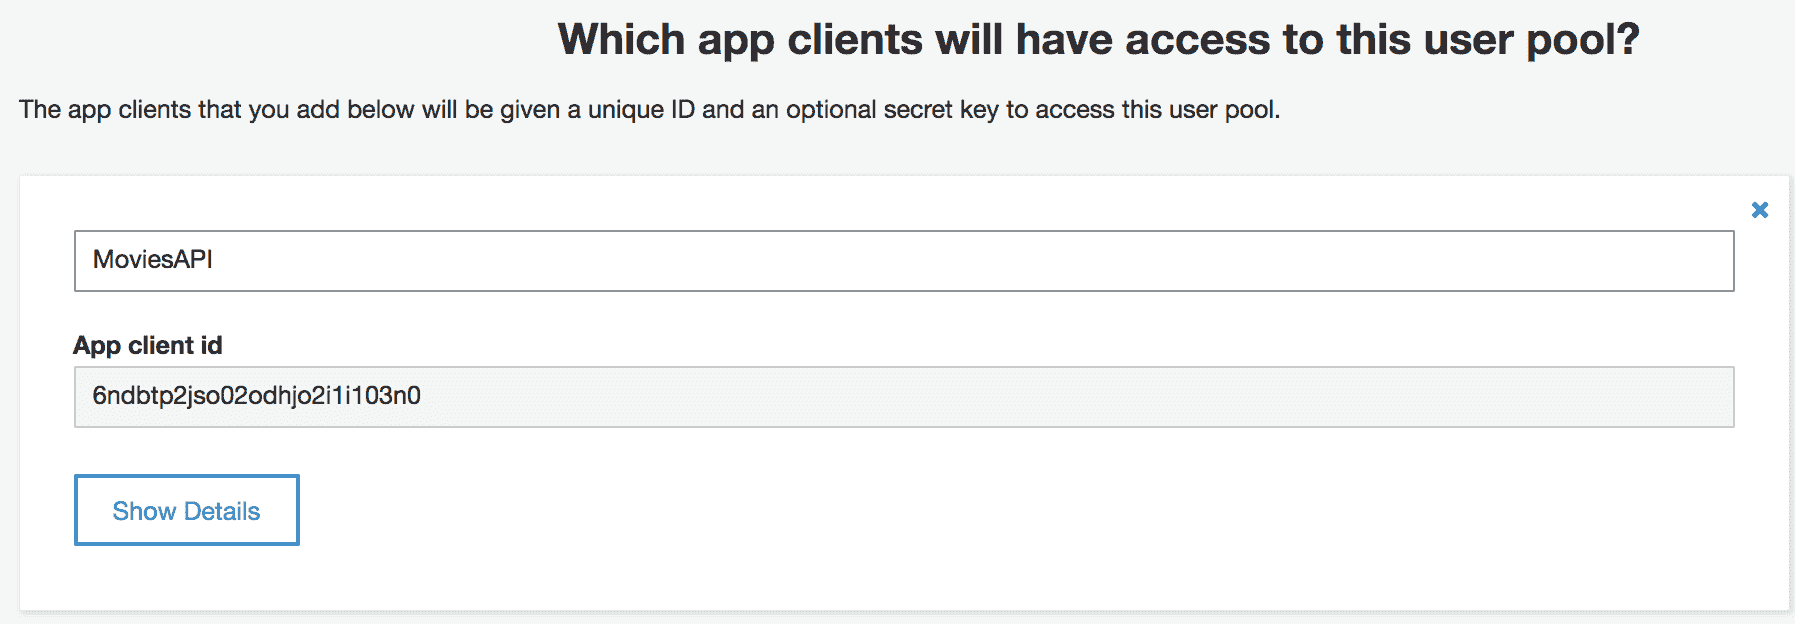 Which app clients will have access to this user pool?
The app clients that you add below will be given a unique ID and an optional secret key to access this user pool.
MoviesAPI
App client id
6ndbtp2jso02odhjo2i1i103n0
Show Details